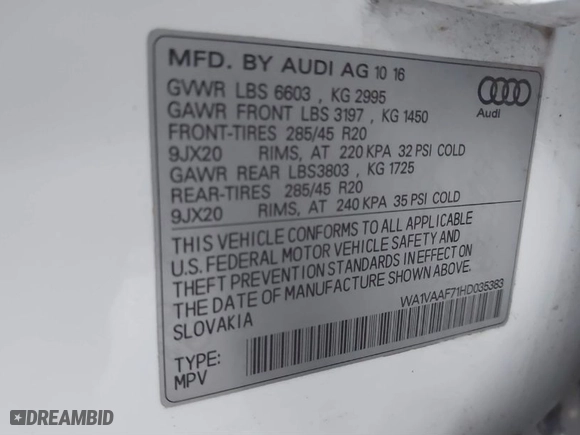 MFD. BY AUDI AG 10 16
GVWR LBS 6603 , KG 2995
GAWR FRONT LBS 3197 , KG 1450
FRONT-TIRES 285/45 R20
9JX20 RIMS, AT 220 KPA 32 PSI COLD
GAWR REAR LBS3803 , KG 1725
REAR-TIRES 285/45 R20
9JX20 RIMS, AT 240 KPA 35 PSI COLD
THIS VEHICLE CONFORMS TO ALL APPLICABLE
U.S. FEDERAL MOTOR VEHICLE SAFETY AND
THEFT PREVENTION STANDARDS IN EFFECT ON
THE DATE OF MANUFACTURE SHOWN ABOVE.
SLOVAKIA
WA1VAAF71HD035383
TYPE:
MPV
Audi
DREAMBID